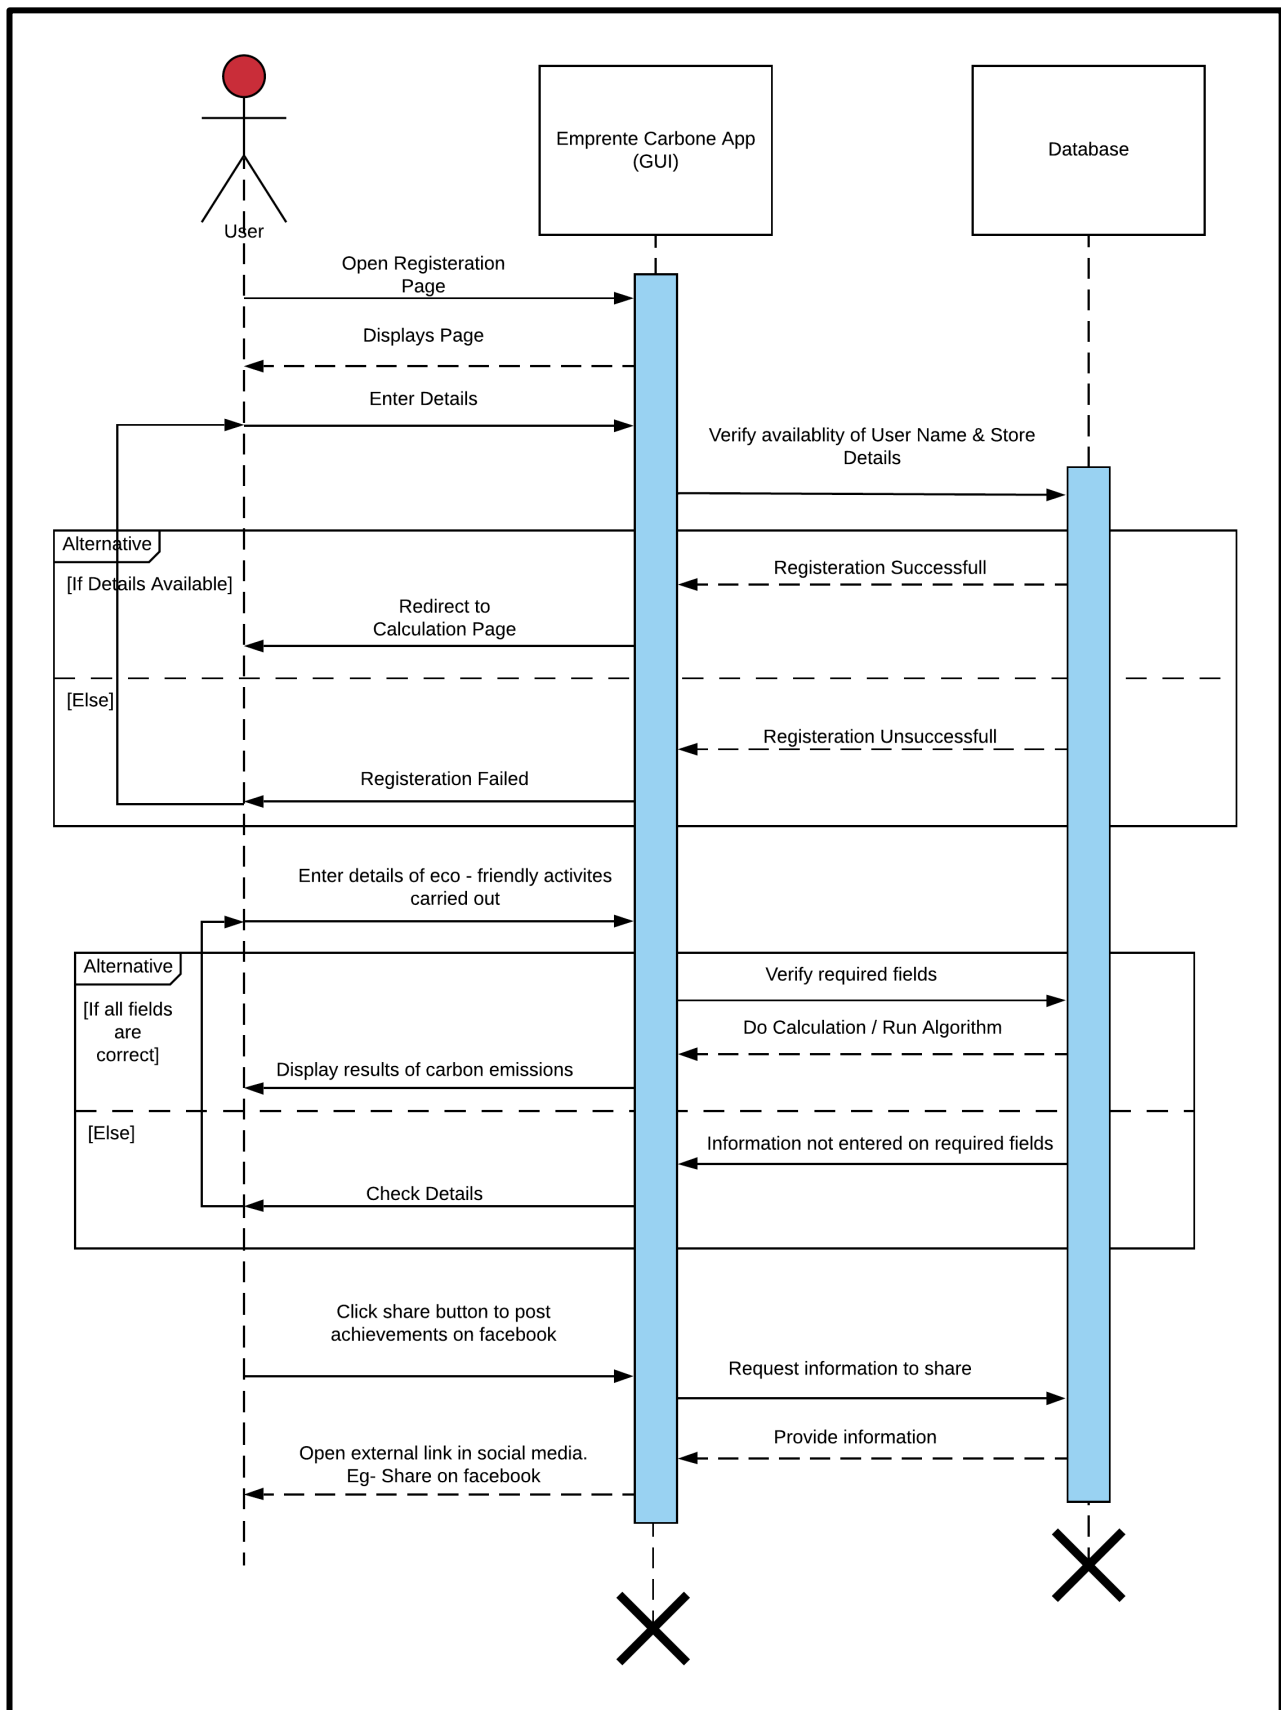 Emprente Carbone App
(GUI)
Database
User
Open Registeration
Page
Displays Page
Enter Details
Verify availablity of User Name & Store
Details
Alternative
[If Details Available]
Registeration Successfull
Redirect to
Calculation Page
[Else]
Registeration Unsuccessfull
Registeration Failed
Enter details of eco - friendly activites
carried out
Alternative
[If all fields
are
correct]
Verify required fields
Do Calculation / Run Algorithm
Display results of carbon emissions
[Else]
Information not entered on required fields
Check Details
Click share button to post
achievements on facebook
Request information to share
Provide information
Open external link in social media.
Eg- Share on facebook